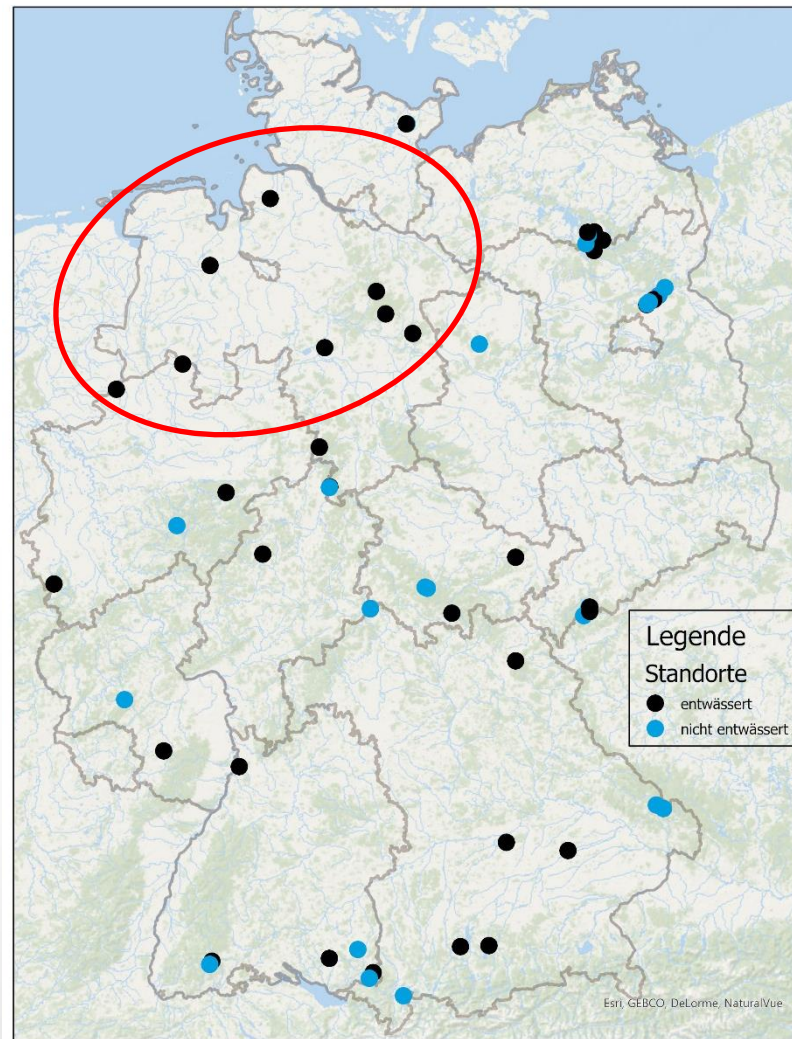 Legende
Standorte
entwässert
nicht entwässert
Esri, GEBCO, DeLorme, NaturalVue